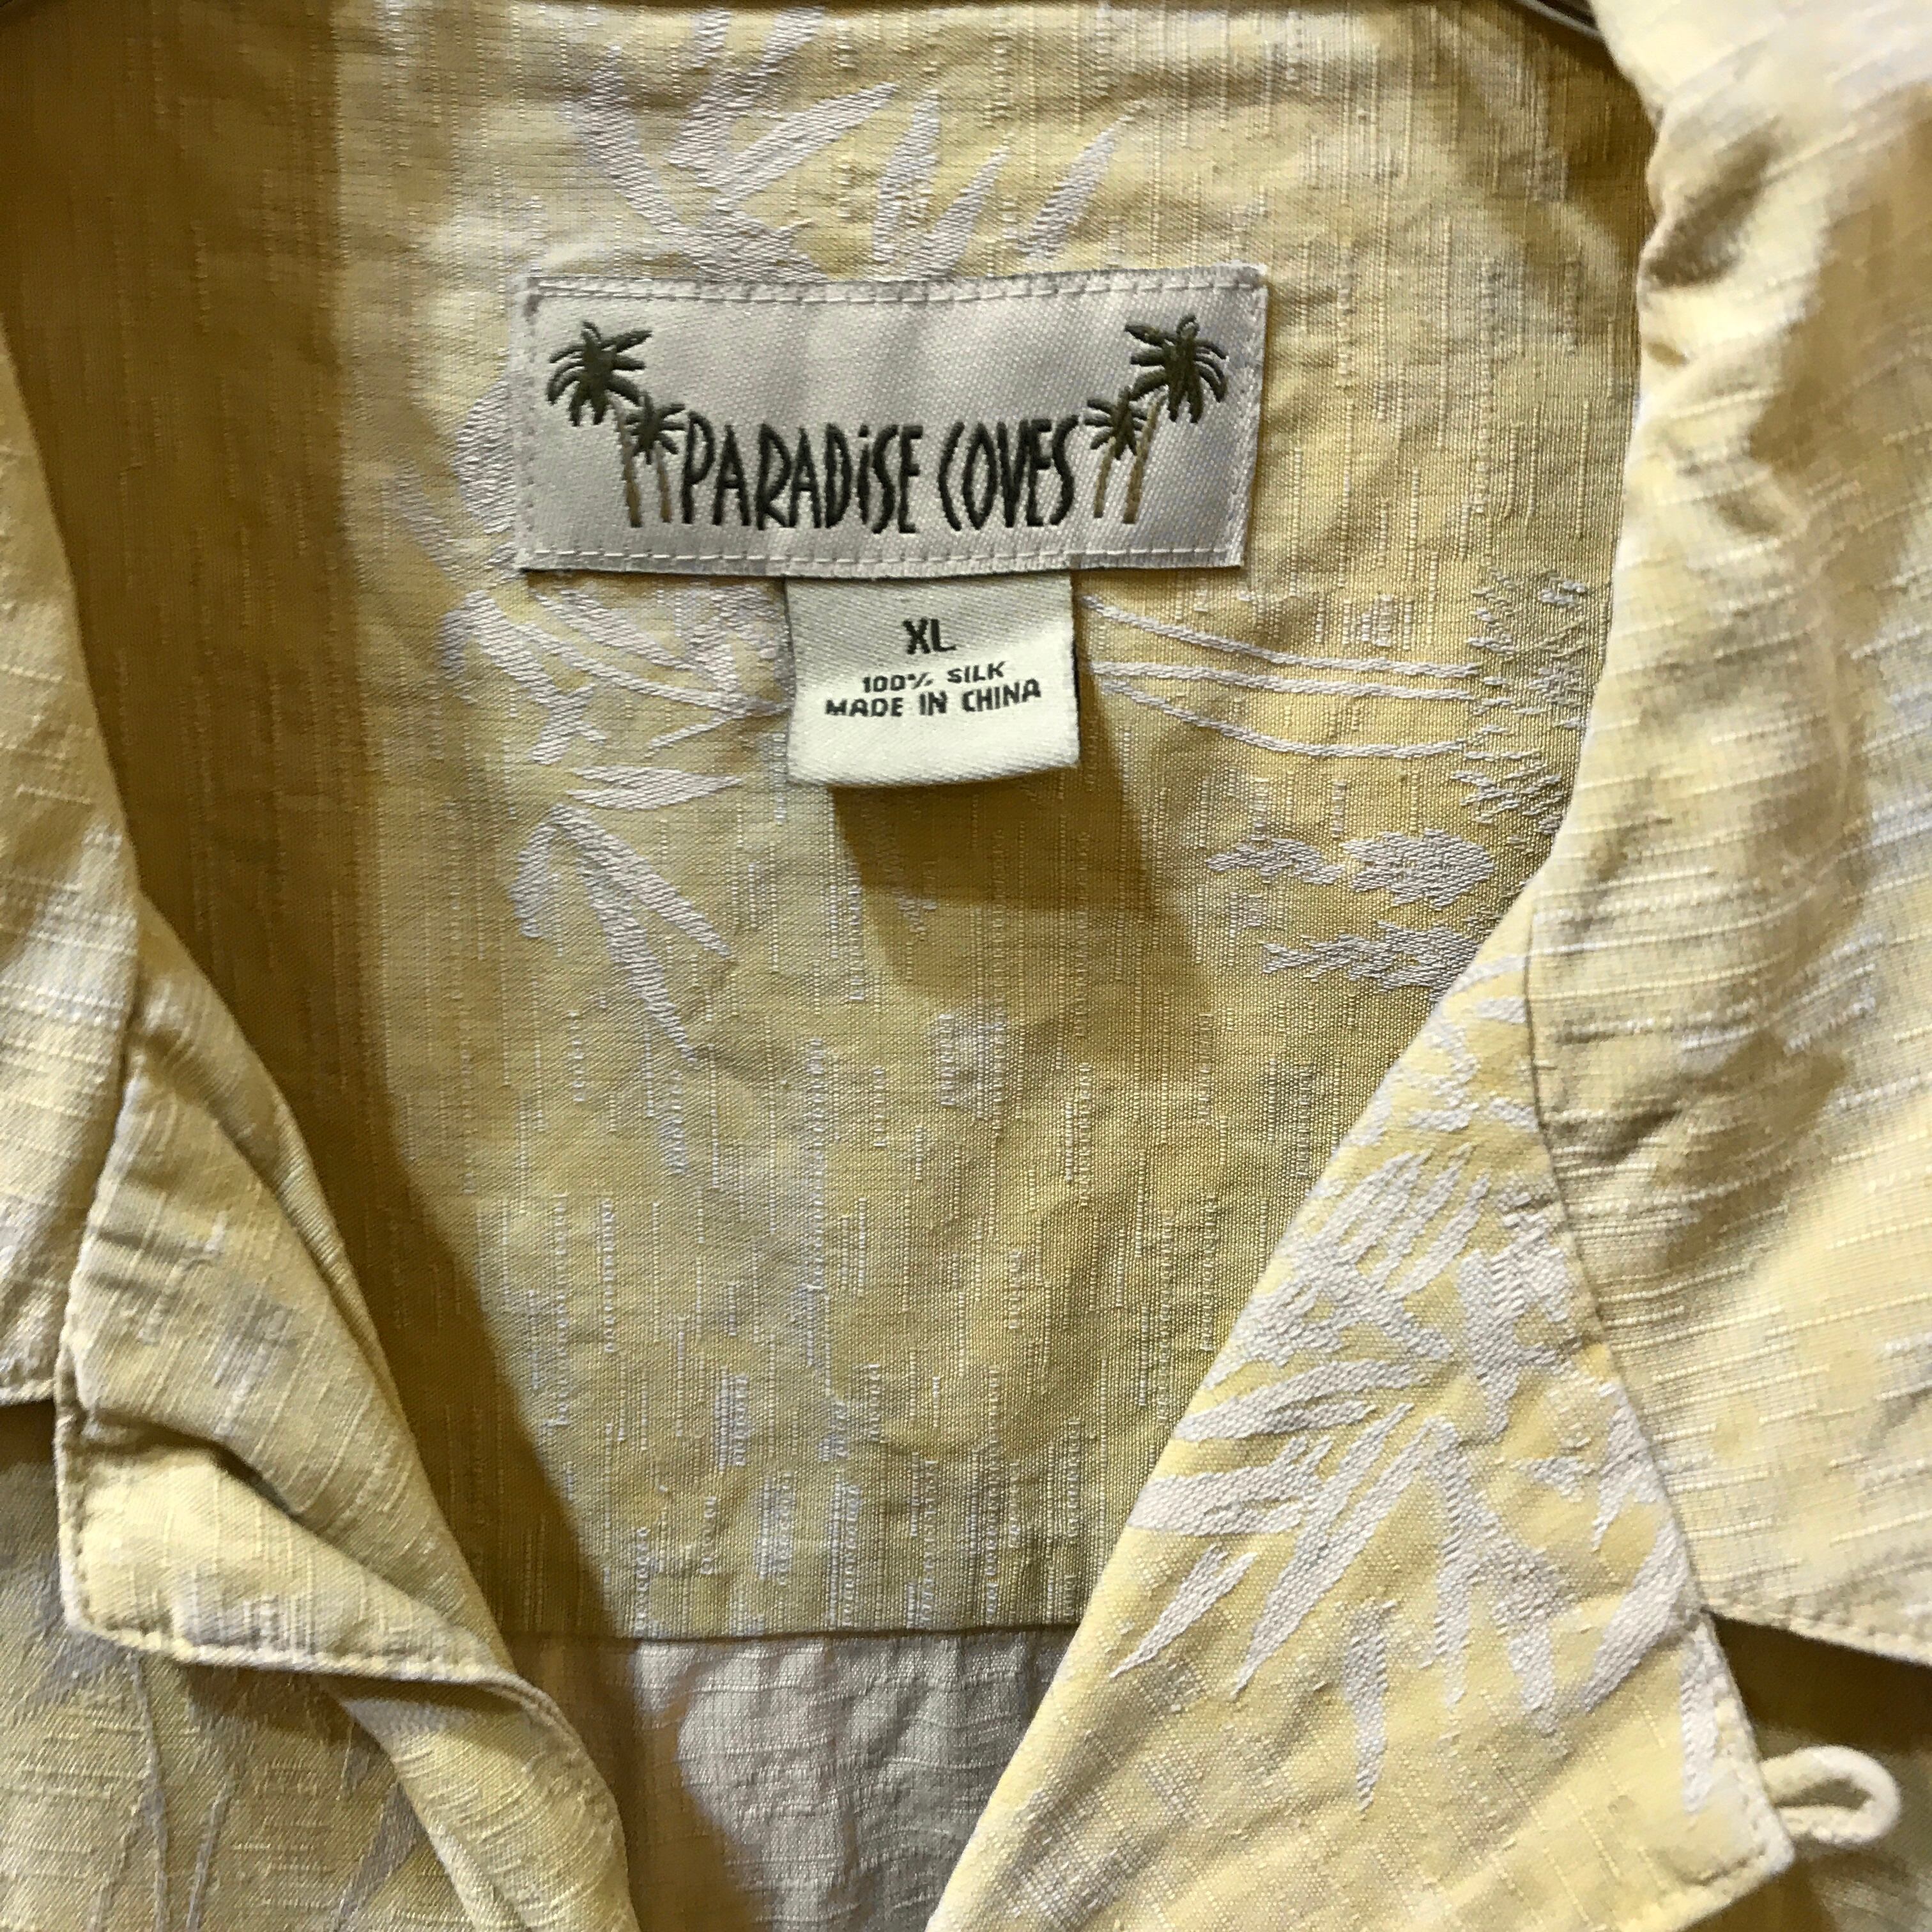 PARADiSE COVES
XL
100% SILK
MADE IN CHINA